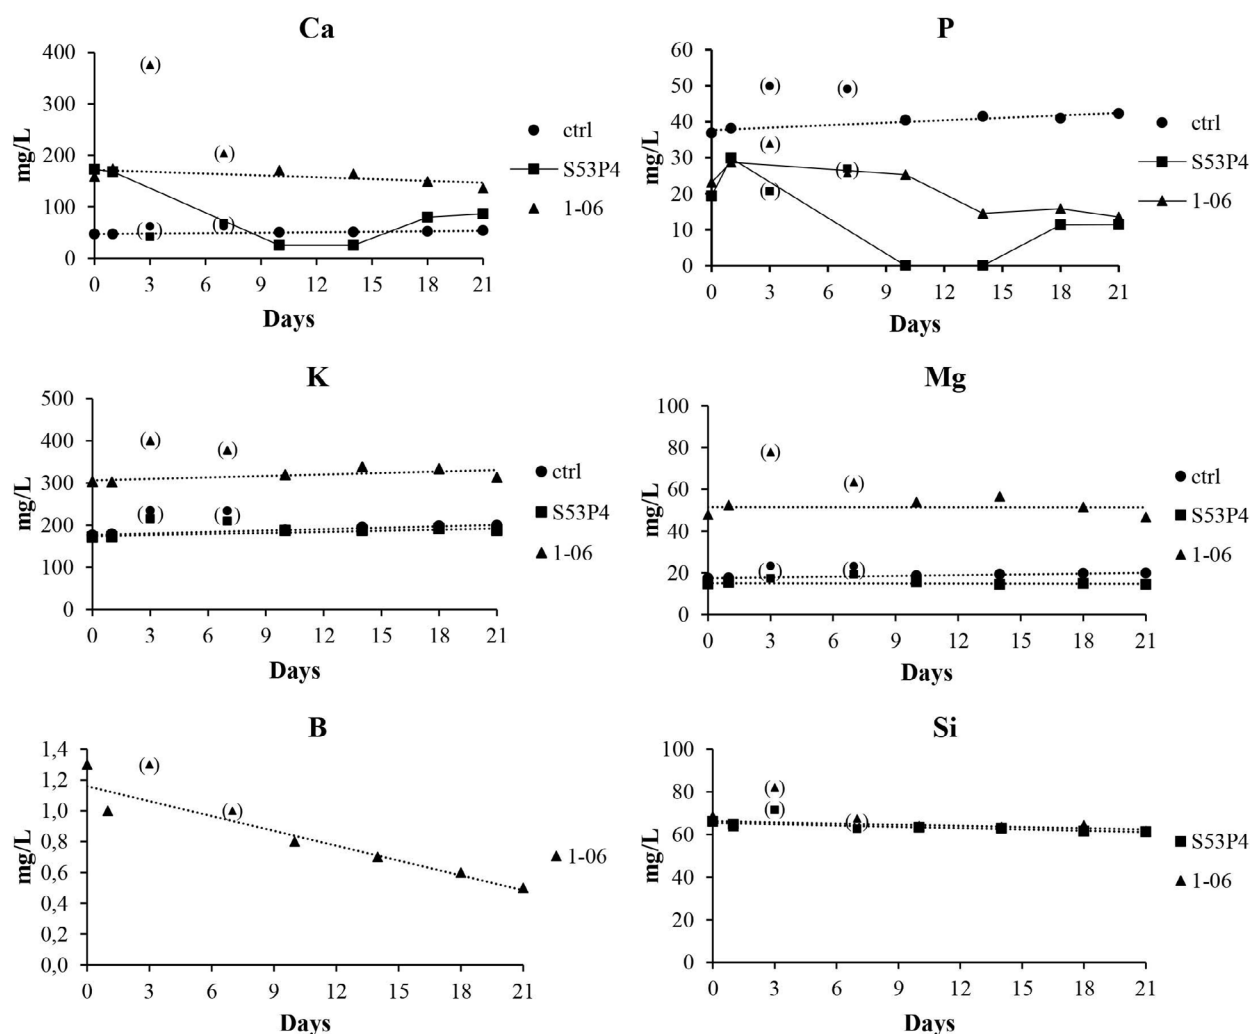 Ca
400
300
200
100
0
mg/L
0 3 6 9 12 15 18 21
Days
ctrl
S53P4
1-06
P
60
50
40
30
20
10
0
mg/L
0 3 6 9 12 15 18 21
Days
ctrl
S53P4
1-06
K
500
400
300
200
100
0
mg/L
0 3 6 9 12 15 18 21
Days
ctrl
S53P4
1-06
Mg
100
80
60
40
20
0
mg/L
0 3 6 9 12 15 18 21
Days
ctrl
S53P4
1-06
B
1,4
1,2
1,0
0,8
0,6
0,4
0,2
0,0
mg/L
0 3 6 9 12 15 18 21
Days
1-06
Si
100
80
60
40
20
0
mg/L
0 3 6 9 12 15 18 21
Days
S53P4
1-06